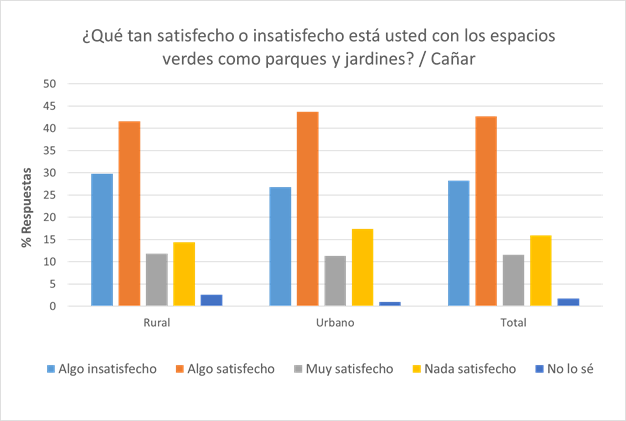 ¿Qué tan satisfecho o insatisfecho está usted con los espacios
verdes como parques y jardines? / Cañar
% Respuestas
50
45
40
35
30
25
20
15
10
5
0
Rural Urbano Total
Algo insatisfecho Algo satisfecho Muy satisfecho Nada satisfecho No lo sé